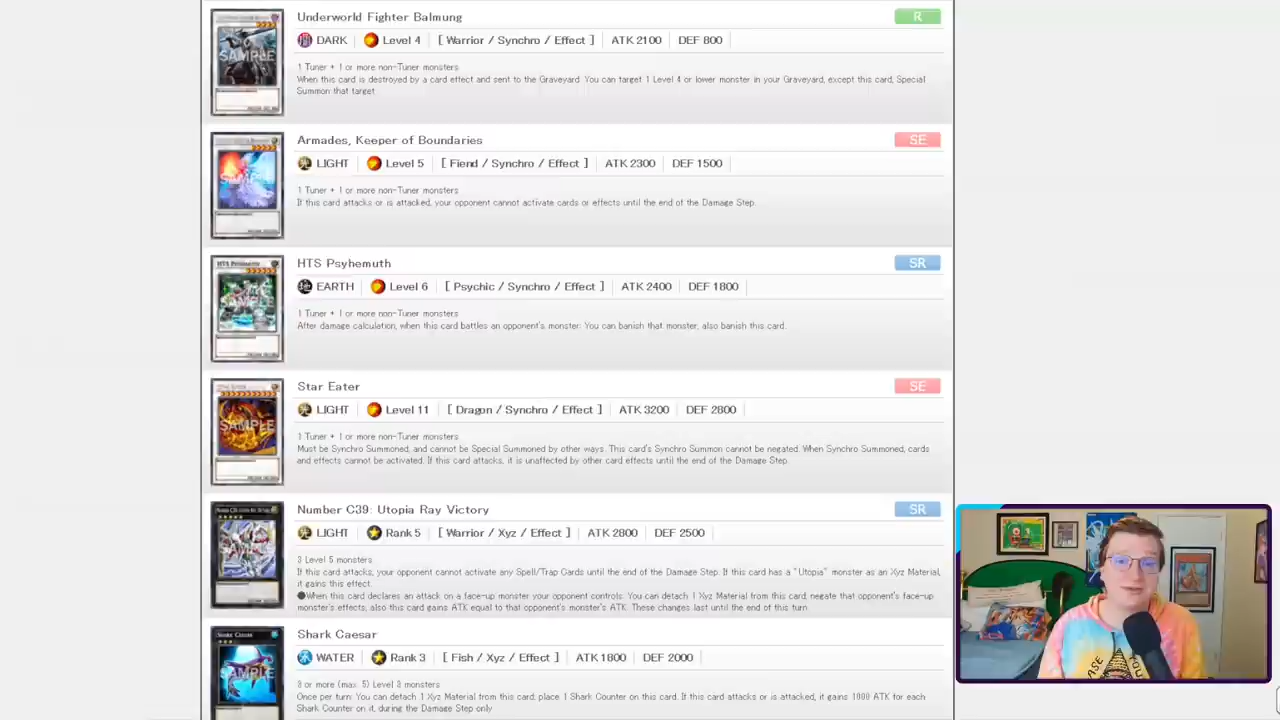 Underworld Fighter Balmung
R
DARK Level 4 [ Warrior / Synchro / Effect ] ATK 2100 DEF 800
1 Tuner + 1 or more non-Tuner monsters
When this card is destroyed by a card effect and sent to the Graveyard: You can target 1 Level 4 or lower monster in your Graveyard, except this card; Special
Summon that target.
SAMPLE
Armades, Keeper of Boundaries
SE
LIGHT Level 5 [ Fiend / Synchro / Effect ] ATK 2300 DEF 1500
1 Tuner + 1 or more non-Tuner monsters
If this card attacks or is attacked, your opponent cannot activate cards or effects until the end of the Damage Step.
SAMPLE
HTS Psyhemuth
SR
EARTH Level 6 [ Psychic / Synchro / Effect ] ATK 2400 DEF 1800
1 Tuner + 1 or more non-Tuner monsters
After damage calculation, when this card battles an opponent's monster: You can banish that monster, also banish this card.
HTS Psyhemuth
SAMPLE
Star Eater
SE
LIGHT Level 11 [ Dragon / Synchro / Effect ] ATK 3200 DEF 2800
1 Tuner + 1 or more non-Tuner monsters
Must be Synchro Summoned, and cannot be Special Summoned by other ways. This card's Synchro Summon cannot be negated. When Synchro Summoned, cards
and effects cannot be activated. If this card attacks, it is unaffected by other card effects until the end of the Damage Step.
SAMPLE
SR
LIGHT Rank 5 [ Warrior / Xyz / Effect ] ATK 2800 DEF 2500
3 Level 5 monsters
If this card attacks, your opponent cannot activate any Spell/Trap Cards until the end of the Damage Step. If this card has a "Utopia" monster as an Xyz Material,
it gains this effect.
●When this card declares an attack on a face-up monster your opponent controls: You can detach 1 Xyz Material from this card; negate that opponent's face-up
monster's effects, also, if you do, this card's ATK becomes that opponent's monster's ATK. These effects last until the end of this turn.
SAMPLE
Shark Caesar
WATER Rank 3 [ Fish / Xyz / Effect ] ATK 1800 DEF 2000
3 or more (max. 5) Level 3 monsters
Once per turn: You can detach 1 Xyz Material from this card; place 1 Shark Counter on this card. If this card attacks or is attacked, it gains 1000 ATK for each
Shark Counter on it, during the Damage Step only.
Shark Caesar
SAMPLE